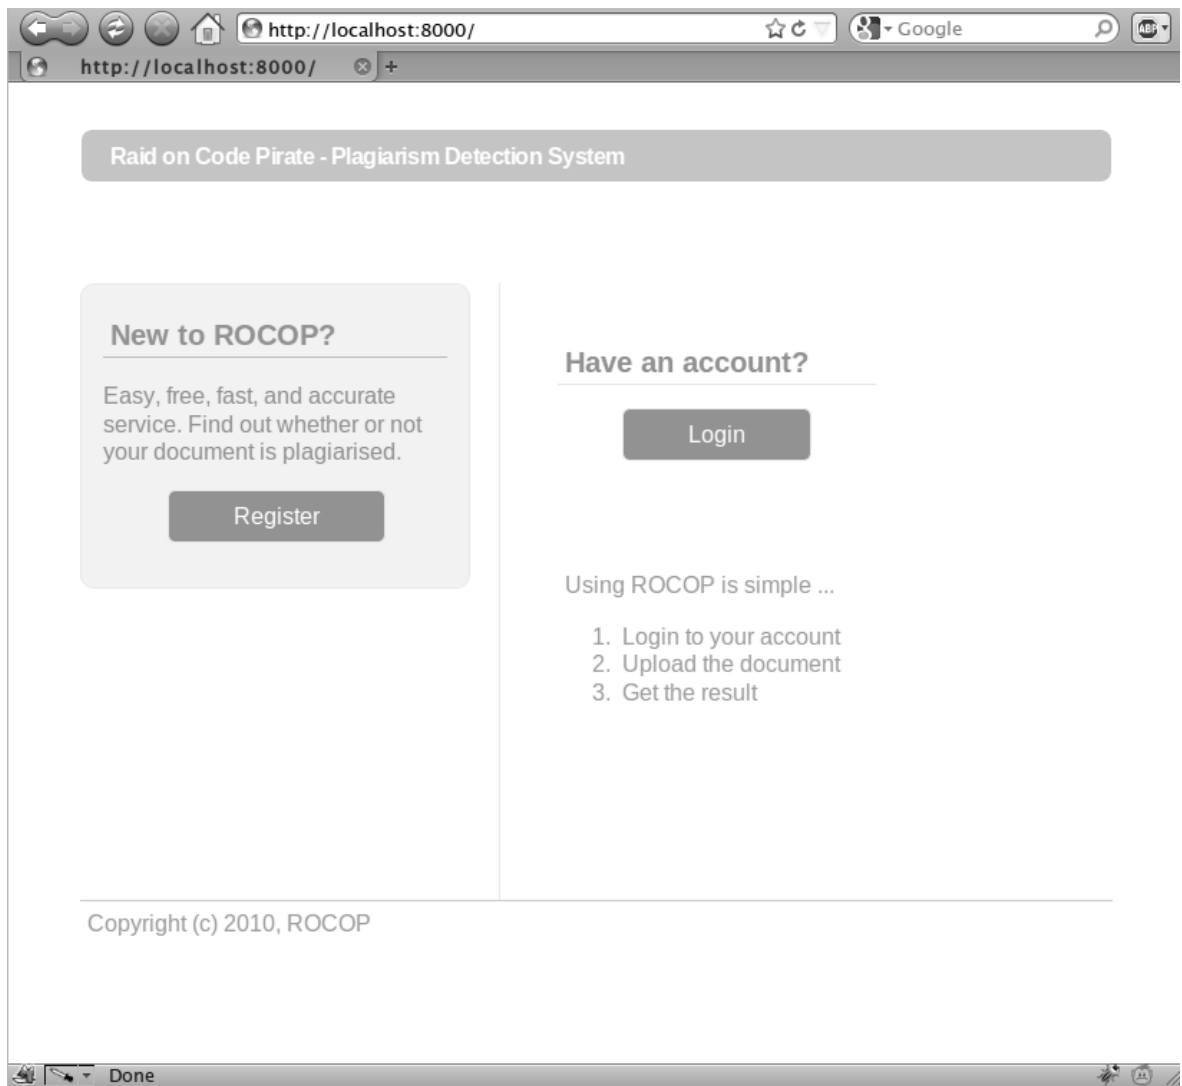 http://localhost:8000/
Google
ABP
http://localhost:8000/
+
Raid on Code Pirate - Plagiarism Detection System
New to ROCOP?
Easy, free, fast, and accurate
service. Find out whether or not
your document is plagiarised.
Register
Have an account?
Login
Using ROCOP is simple ...
1. Login to your account
2. Upload the document
3. Get the result
Copyright (c) 2010, ROCOP
Done